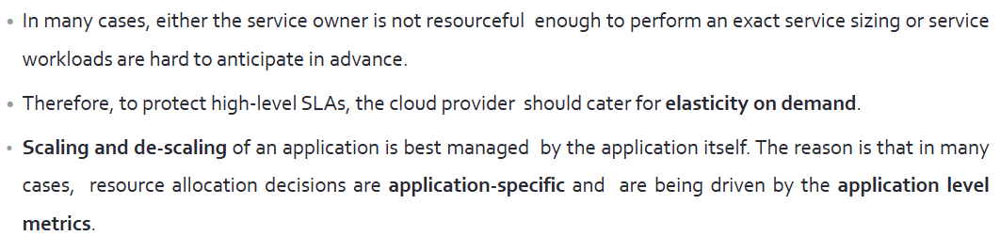 • In many cases, either the service owner is not resourceful enough to perform an exact service sizing or service
workloads are hard to anticipate in advance.
• Therefore, to protect high-level SLAs, the cloud provider should cater for elasticity on demand.
• Scaling and de-scaling of an application is best managed by the application itself. The reason is that in many
cases, resource allocation decisions are application-specific and are being driven by the application level
metrics.